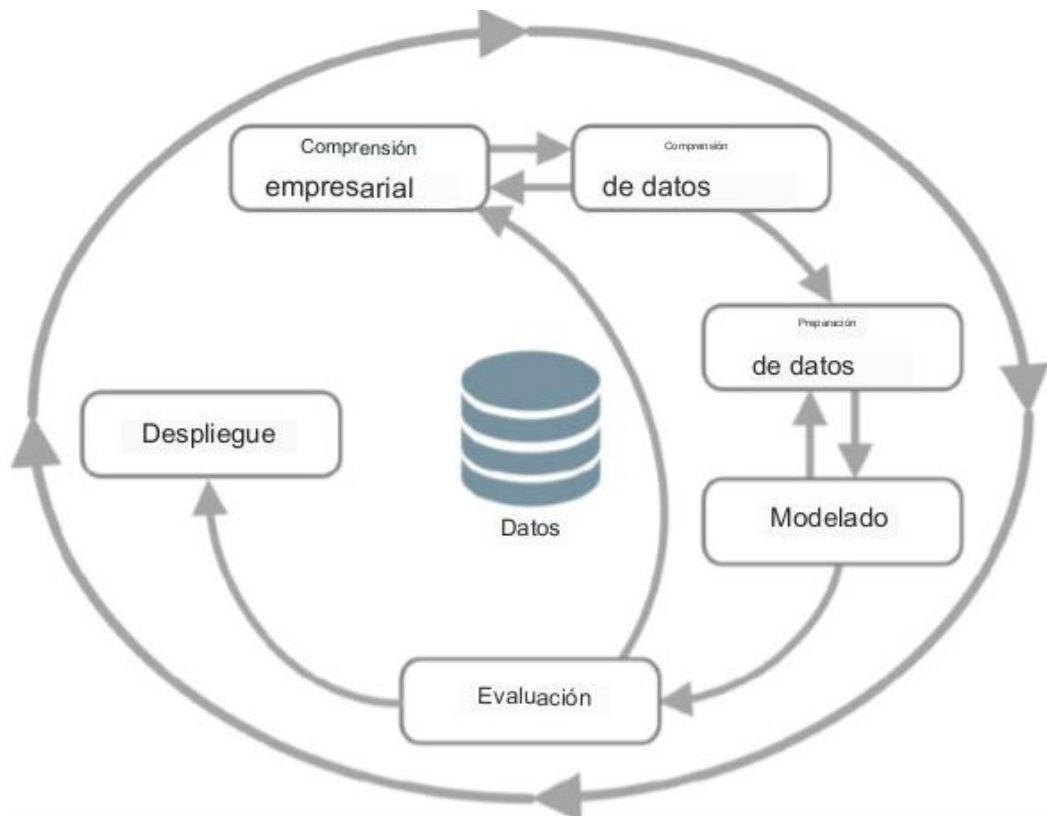 Comprensión
empresarial
Comprensión
de datos
Preparación
de datos
Despliegue
Datos
Modelado
Evaluación